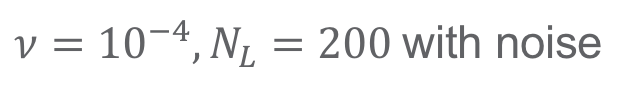 ν = 10⁻⁴, N_L = 200 with noise